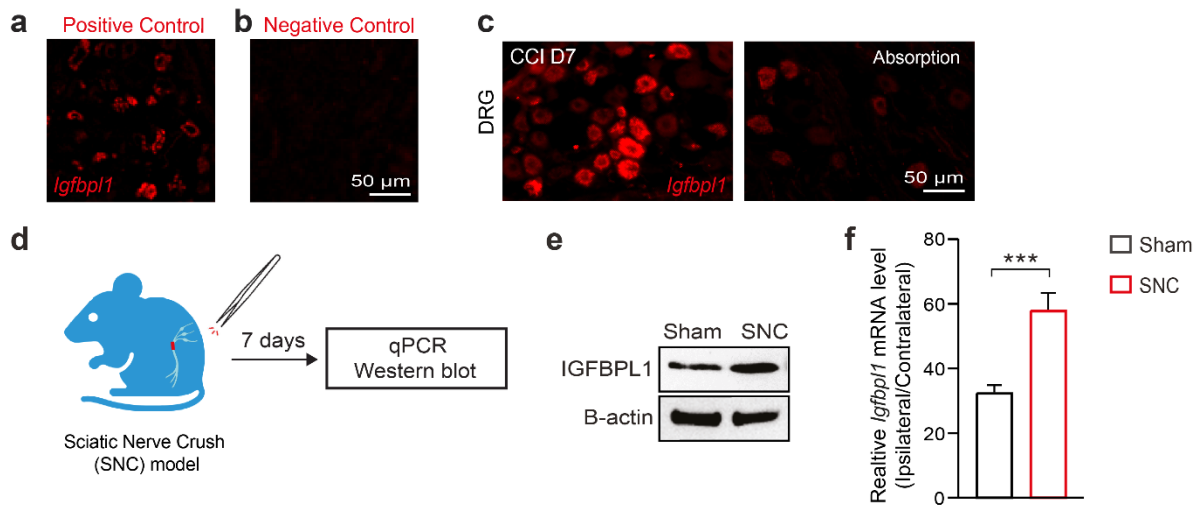 a
Positive Control
Igfbpl1
b
Negative Control
50 µm
c
DRG
CCI D7
Igfbpl1
Absorption
50 µm
d
7 days
qPCR
Western blot
Sciatic Nerve Crush
(SNC) model
e
Sham SNC
IGFBPL1
B-actin
f
Realtive Igfbpl1 mRNA level
(Ipsilateral/Contralateral)
80
60
40
20
0
***
Sham
SNC